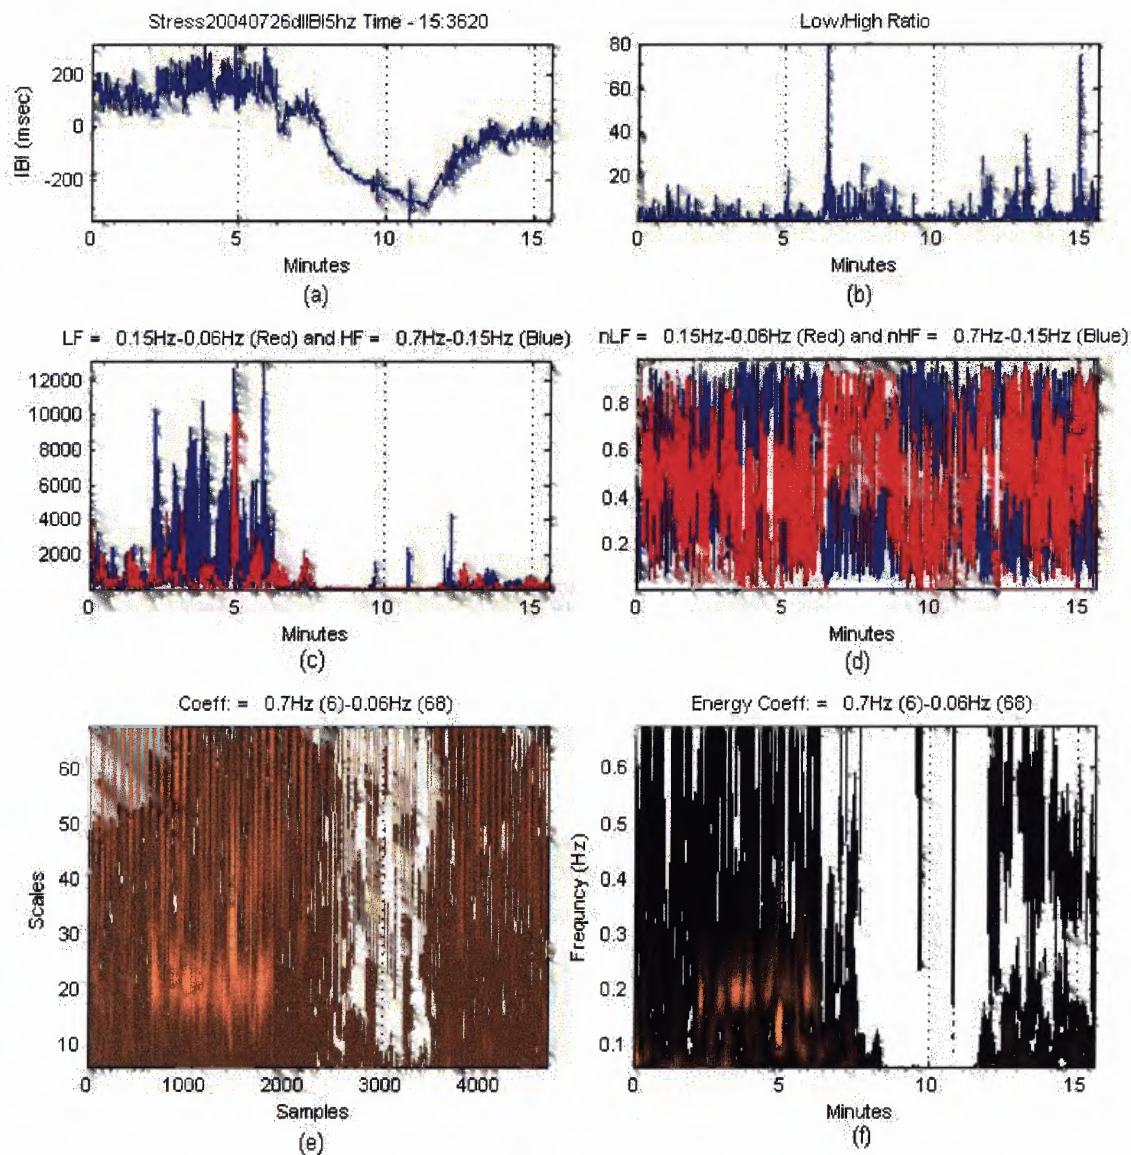 Stress20040726dIIBI5hz Time - 15:3620
IBI (msec)
200
0
-200
0 5 10 15
Minutes
(a)
Low/High Ratio
80
60
40
20
0 5 10 15
Minutes
(b)
LF = 0.15Hz-0.06Hz (Red) and HF = 0.7Hz-0.15Hz (Blue)
12000
10000
8000
6000
4000
2000
0 5 10 15
Minutes
(c)
nLF = 0.15Hz-0.06Hz (Red) and nHF = 0.7Hz-0.15Hz (Blue)
0.8
0.6
0.4
0.2
0 5 10 15
Minutes
(d)
Coeff: = 0.7Hz (6)-0.06Hz (68)
Scales
60
50
40
30
20
10
0 1000 2000 3000 4000
Samples
(e)
Energy Coeff: = 0.7Hz (6)-0.06Hz (68)
Frequncy (Hz)
0.6
0.5
0.4
0.3
0.2
0.1
0 5 10 15
Minutes
(f)